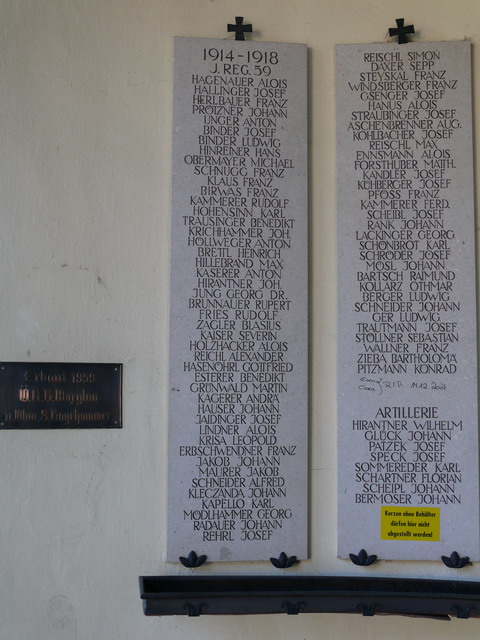 1914-1918
J. REG. 59
HAGENAUER ALOIS
HALLINGER JOSEF
HERLBAUER FRANZ
PRÖTZNER JOHANN
UNGER ANTON
BINDER JOSEF
BINDER LUDWIG
HINREINER HANS
OBERMAYER MICHAEL
SCHNUGG FRANZ
KLAUS FRANZ
BIRWAS FRANZ
KAMMERER RUDOLF
HOHENSINN KARL
TRAUSINGER BENEDIKT
KRICHHAMMER JOH.
HOLLWEGER ANTON
BRETTL HEINRICH
HILLEBRAND MAX
KASERER ANTON
HIRANTNER JOH.
JUNG GEORG DR.
BRUNNAUER RUPERT
FRIES RUDOLF
ZAGLER BLASIUS
KAISER SEVERIN
HOLZHACKER ALOIS
REICHL ALEXANDER
HASENÖHRL GOTTFRIED
ESTERER BENEDIKT
GRÜNWALD MARTIN
KAGERER ANDRÄ
HAUSER JOHANN
JAIDINGER JOSEF
LINDNER ALOIS
KRISA LEOPOLD
ERBSCHWENDNER FRANZ
JAKOB JOHANN
MAURER JAKOB
SCHNEIDER ALFRED
KLECZANDA JOHANN
KAPELLO KARL
MÖDLHAMMER GEORG
RADAUER JOHANN
REHRL JOSEF
REISCHL SIMON
DAXER SEPP
STEYSKAL FRANZ
WINDSBERGER FRANZ
GSENGER JOSEF
HANUS ALOIS
STRAUBINGER JOSEF
ASCHENBRENNER AUG.
KOHLBACHER JOSEF
REISCHL MAX
ENNSMANN ALOIS
FORSTHUBER MATH.
KANDLER JOSEF
KÜHBERGER JOSEF
PFOSS FRANZ
KAMMERER FERD.
SCHEIBL JOSEF
RANK JOHANN
LACKINGER GEORG
SCHÖNBROT KARL
SCHRÖDER JOSEF
MÖSL JOHANN
BARTSCH RAIMUND
KOLLARZ OTHMAR
BERGER LUDWIG
SCHNEIDER JOHANN
GER LUDWIG
TRAUTMANN JOSEF
STÖLLNER SEBASTIAN
WALLNER FRANZ
ZIEBA BARTHOLOMÄ
PITZMANN KONRAD
R.I.P.
ARTILLERIE
HIRANTNER WILHELM
GLÜCK JOHANN
PATZEK JOSEF
SPECK JOSEF
SOMMEREDER KARL
SCHARTNER FLORIAN
SCHEIPL JOHANN
BERMOSER JOHANN
Kerzen ohne Behälter
dürfen hier nicht
abgestellt werden!
Erbaut